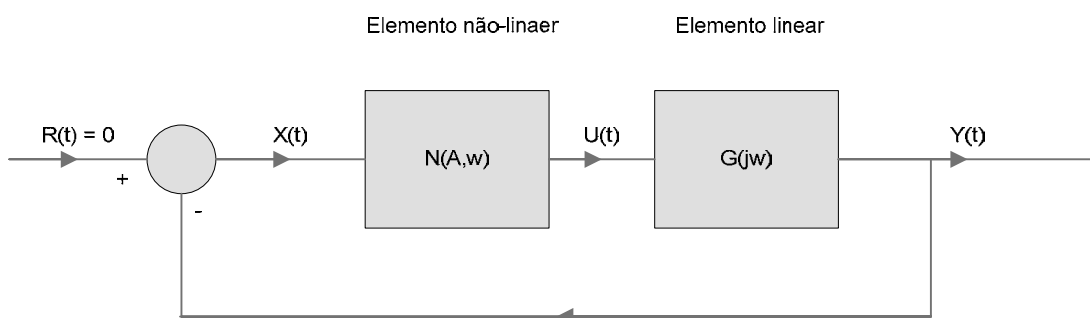 Elemento não-linaer
Elemento linear
R(t) = 0
X(t)
N(A,w)
U(t)
G(jw)
Y(t)
+
-